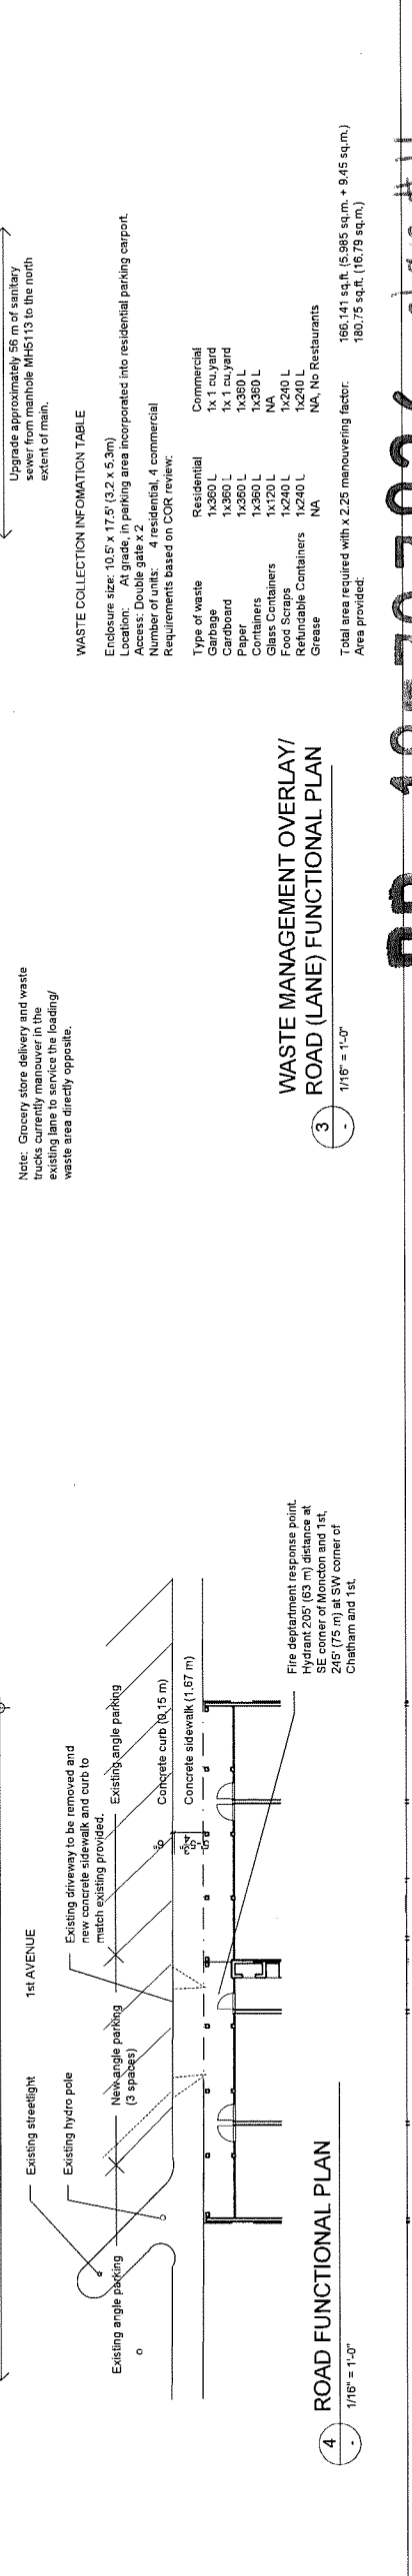 Upgrade approximately 56 m of sanitary
sewer from manhole MH5113 to the north
extent of main.
WASTE COLLECTION INFOMATION TABLE
Enclosure size: 10.5' x 17.5' (3.2 x 5.3m)
Location: At grade, in parking area incorporated into residential parking carport.
Access: Double gate x 2
Number of units: 4 residential, 4 commercial
Requirements based on COR review:
Type of waste Residential Commercial
Garbage 1x360 L 1x 1 cu.yard
Cardboard 1x360 L 1x 1 cu.yard
Paper 1x360 L 1x360 L
Containers 1x360 L 1x360 L
Glass Containers 1x120 L NA
Food Scraps 1x240 L 1x240 L
Refundable Containers 1x240 L 1x240 L
Grease NA NA, No Restaurants
Total area required with x 2.25 manouvering factor: 166.141 sq.ft. (5.985 sq.m. + 9.45 sq.m.)
Area provided: 180.75 sq.ft. (16.79 sq.m.)
Note: Grocery store delivery and waste
trucks currently manouver in the
existing lane to service the loading/
waste area directly opposite.
WASTE MANAGEMENT OVERLAY/
ROAD (LANE) FUNCTIONAL PLAN
3
-
1/16" = 1'-0"
Existing streetlight
1st AVENUE
Existing hydro pole
Existing driveway to be removed and
new concrete sidewalk and curb to
match existing provided.
Existing angle parking
New angle parking
(3 spaces)
Existing angle parking
Concrete curb (0.15 m)
Concrete sidewalk (1.67 m)
Fire deptartment response point.
Hydrant 205' (63 m) distance at
SE corner of Moncton and 1st,
245' (75 m) at SW corner of
Chatham and 1st.
ROAD FUNCTIONAL PLAN
4
-
1/16" = 1'-0"